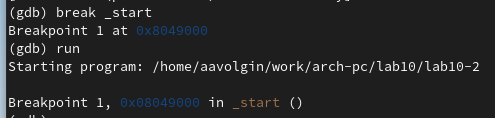 (gdb) break _start
Breakpoint 1 at 0x8049000
(gdb) run
Starting program: /home/aavolgin/work/arch-pc/lab10/lab10-2
Breakpoint 1, 0x08049000 in _start ()